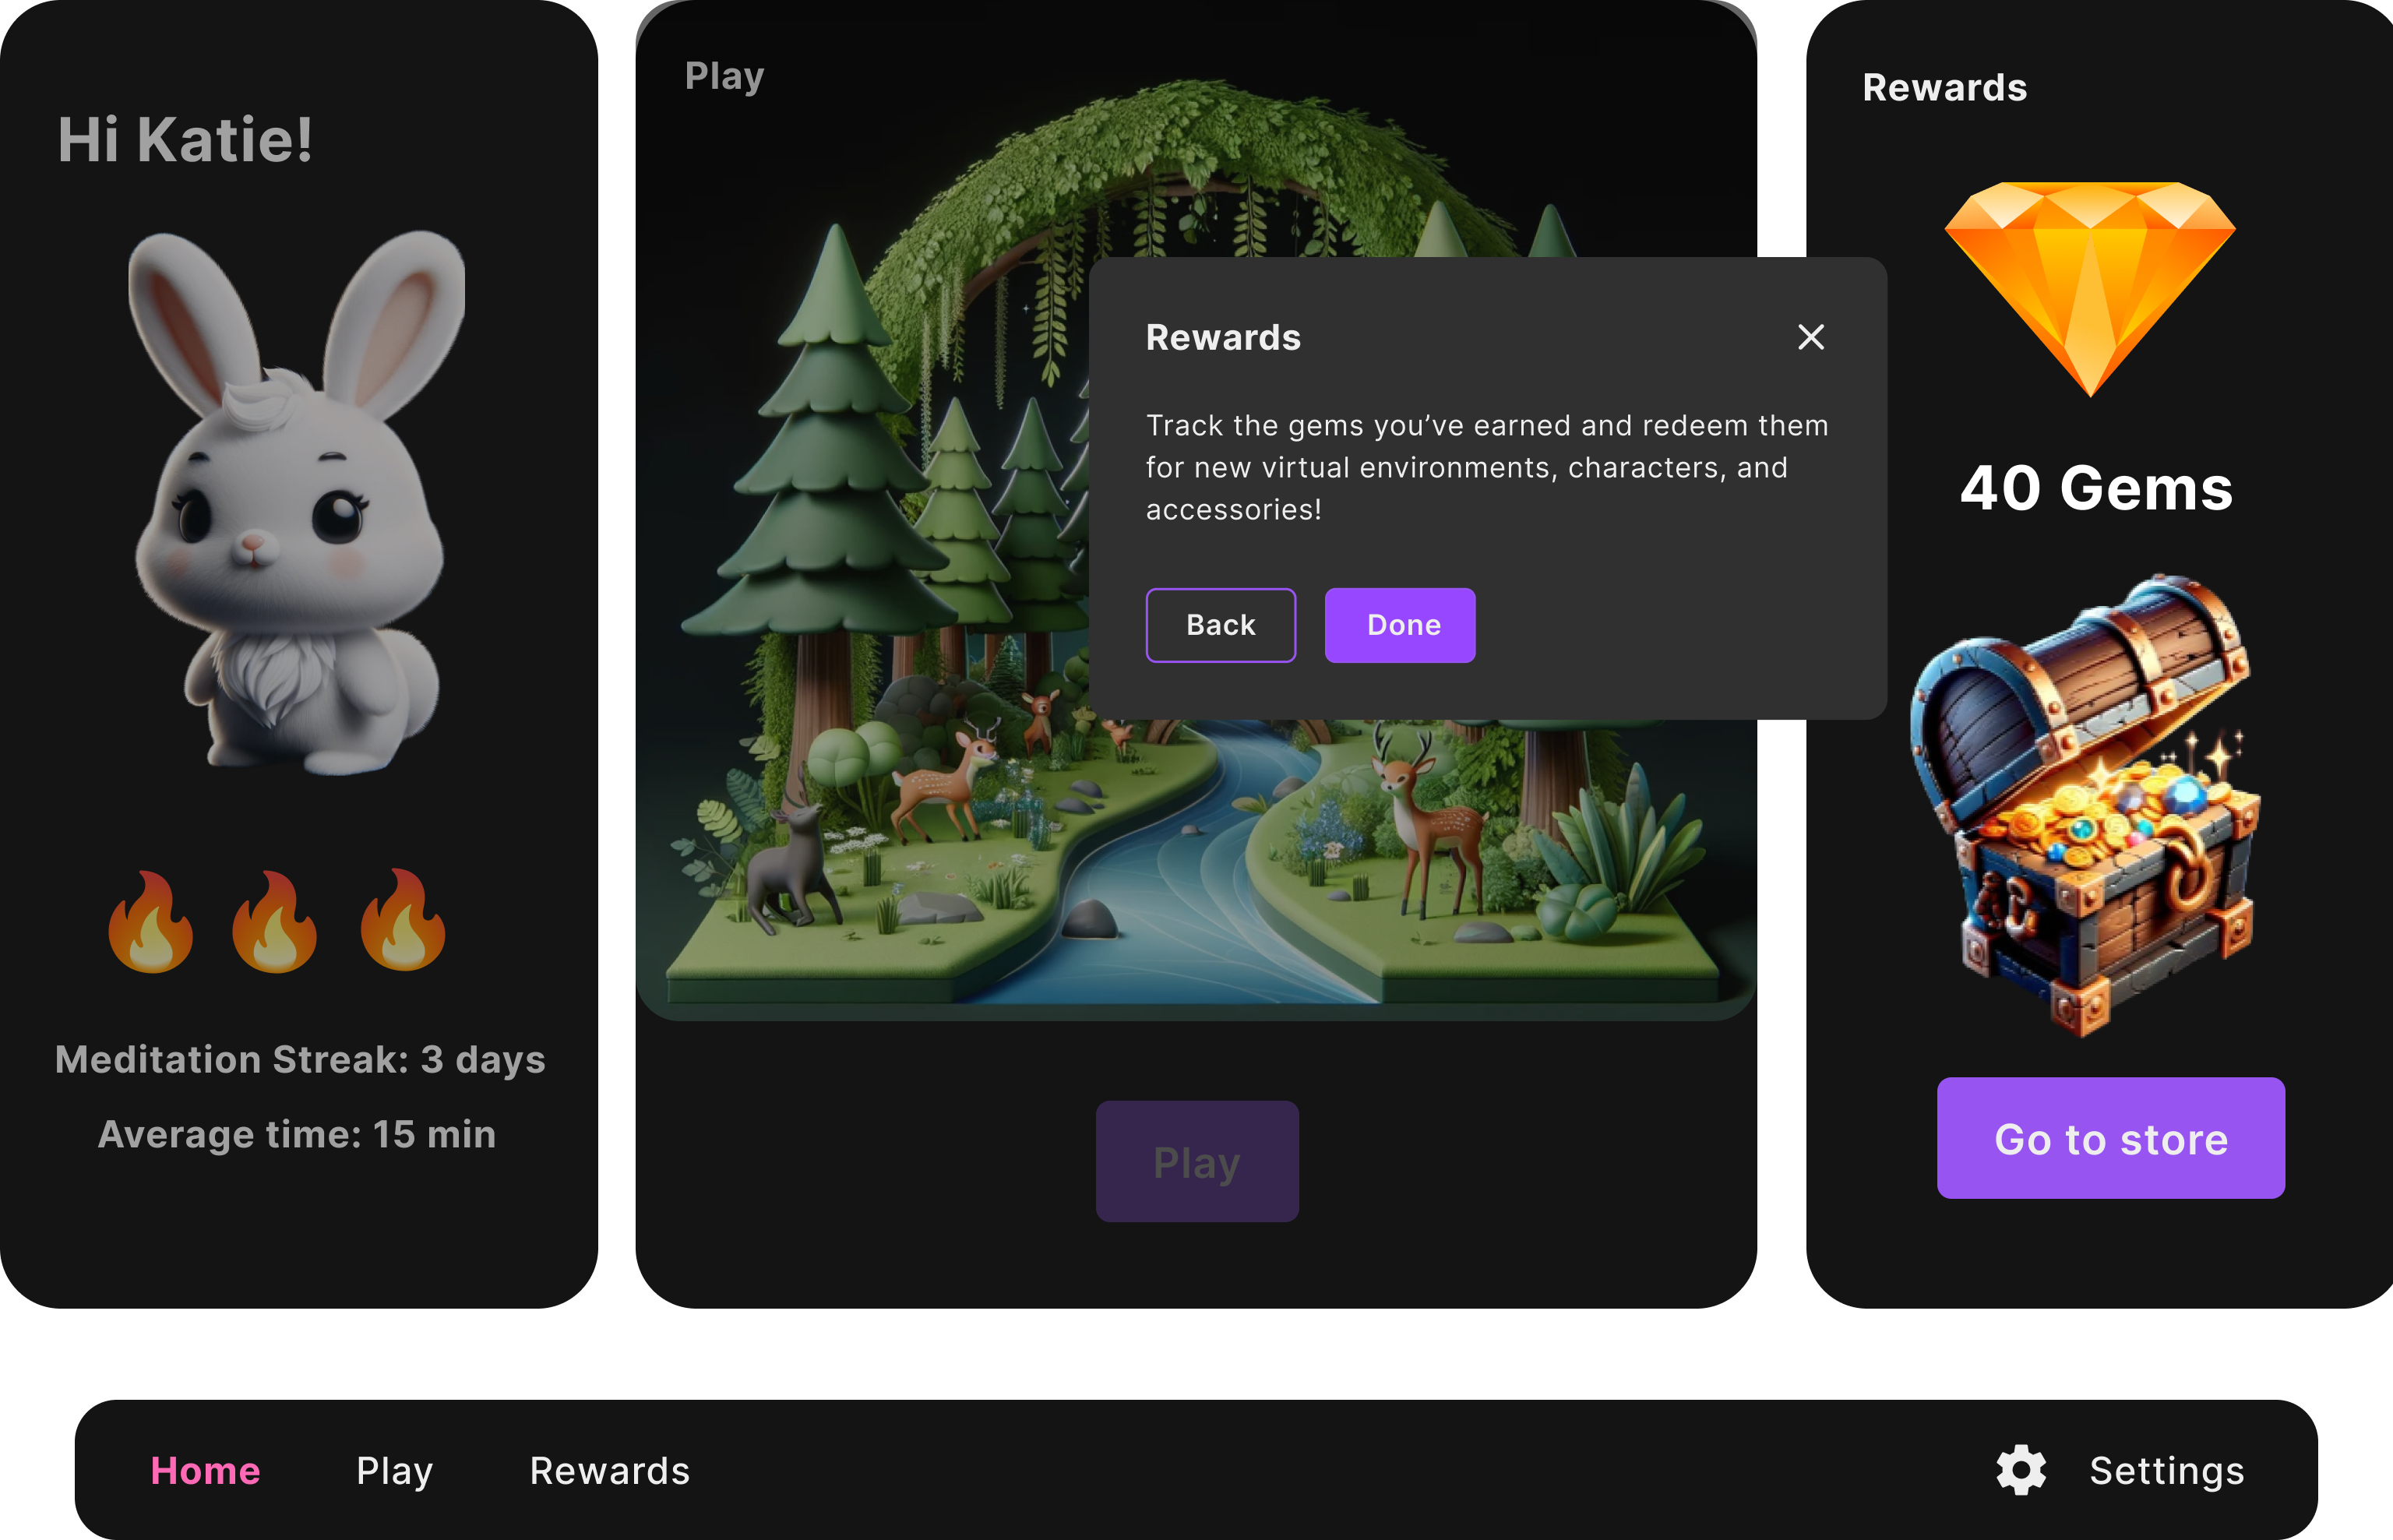 Hi Katie!
Meditation Streak: 3 days
Average time: 15 min
Play
Rewards
Track the gems you’ve earned and redeem them
for new virtual environments, characters, and
accessories!
Back
Done
Play
Rewards
40 Gems
Go to store
Home
Play
Rewards
Settings